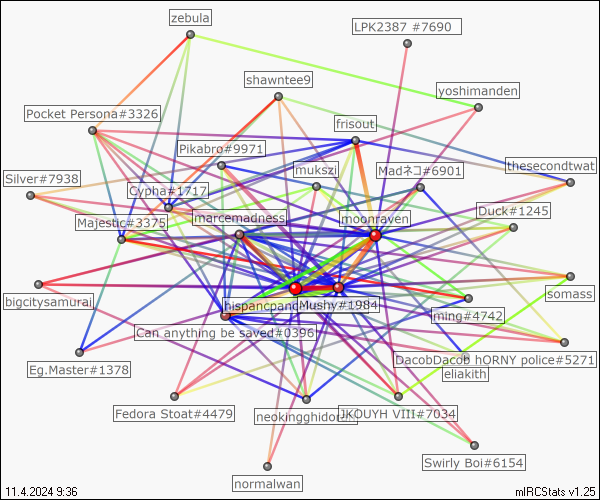 zebula
LPK2387 #7690
shawntee9
yoshimanden
Pocket Persona#3326
frisout
Pikabro#9971
mukszi
Madネコ#6901
thesecondtwat
Silver#7938
Cypha#1717
Majestic#3375
marcemadness
moonraven
Duck#1245
bigcitysamurai
hispancpand
Mushy#1984
somass
ming#4742
Can anything be saved#0396
DacobDacob hORNY police#5271
Eg.Master#1378
eliakith
Fedora Stoat#4479
neokingghidor
JKOUYH VIII#7034
Swirly Boi#6154
normalwan
11.4.2024 9:36
mIRCStats v1.25